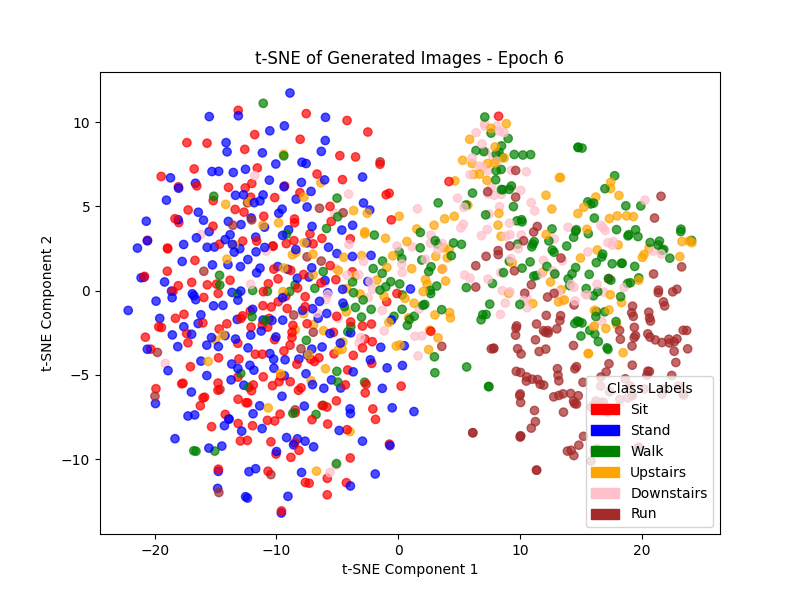 t-SNE of Generated Images - Epoch 6
10
5
0
−5
−10
t-SNE Component 2
−20
−10
0
10
20
t-SNE Component 1
Class Labels
Sit
Stand
Walk
Upstairs
Downstairs
Run